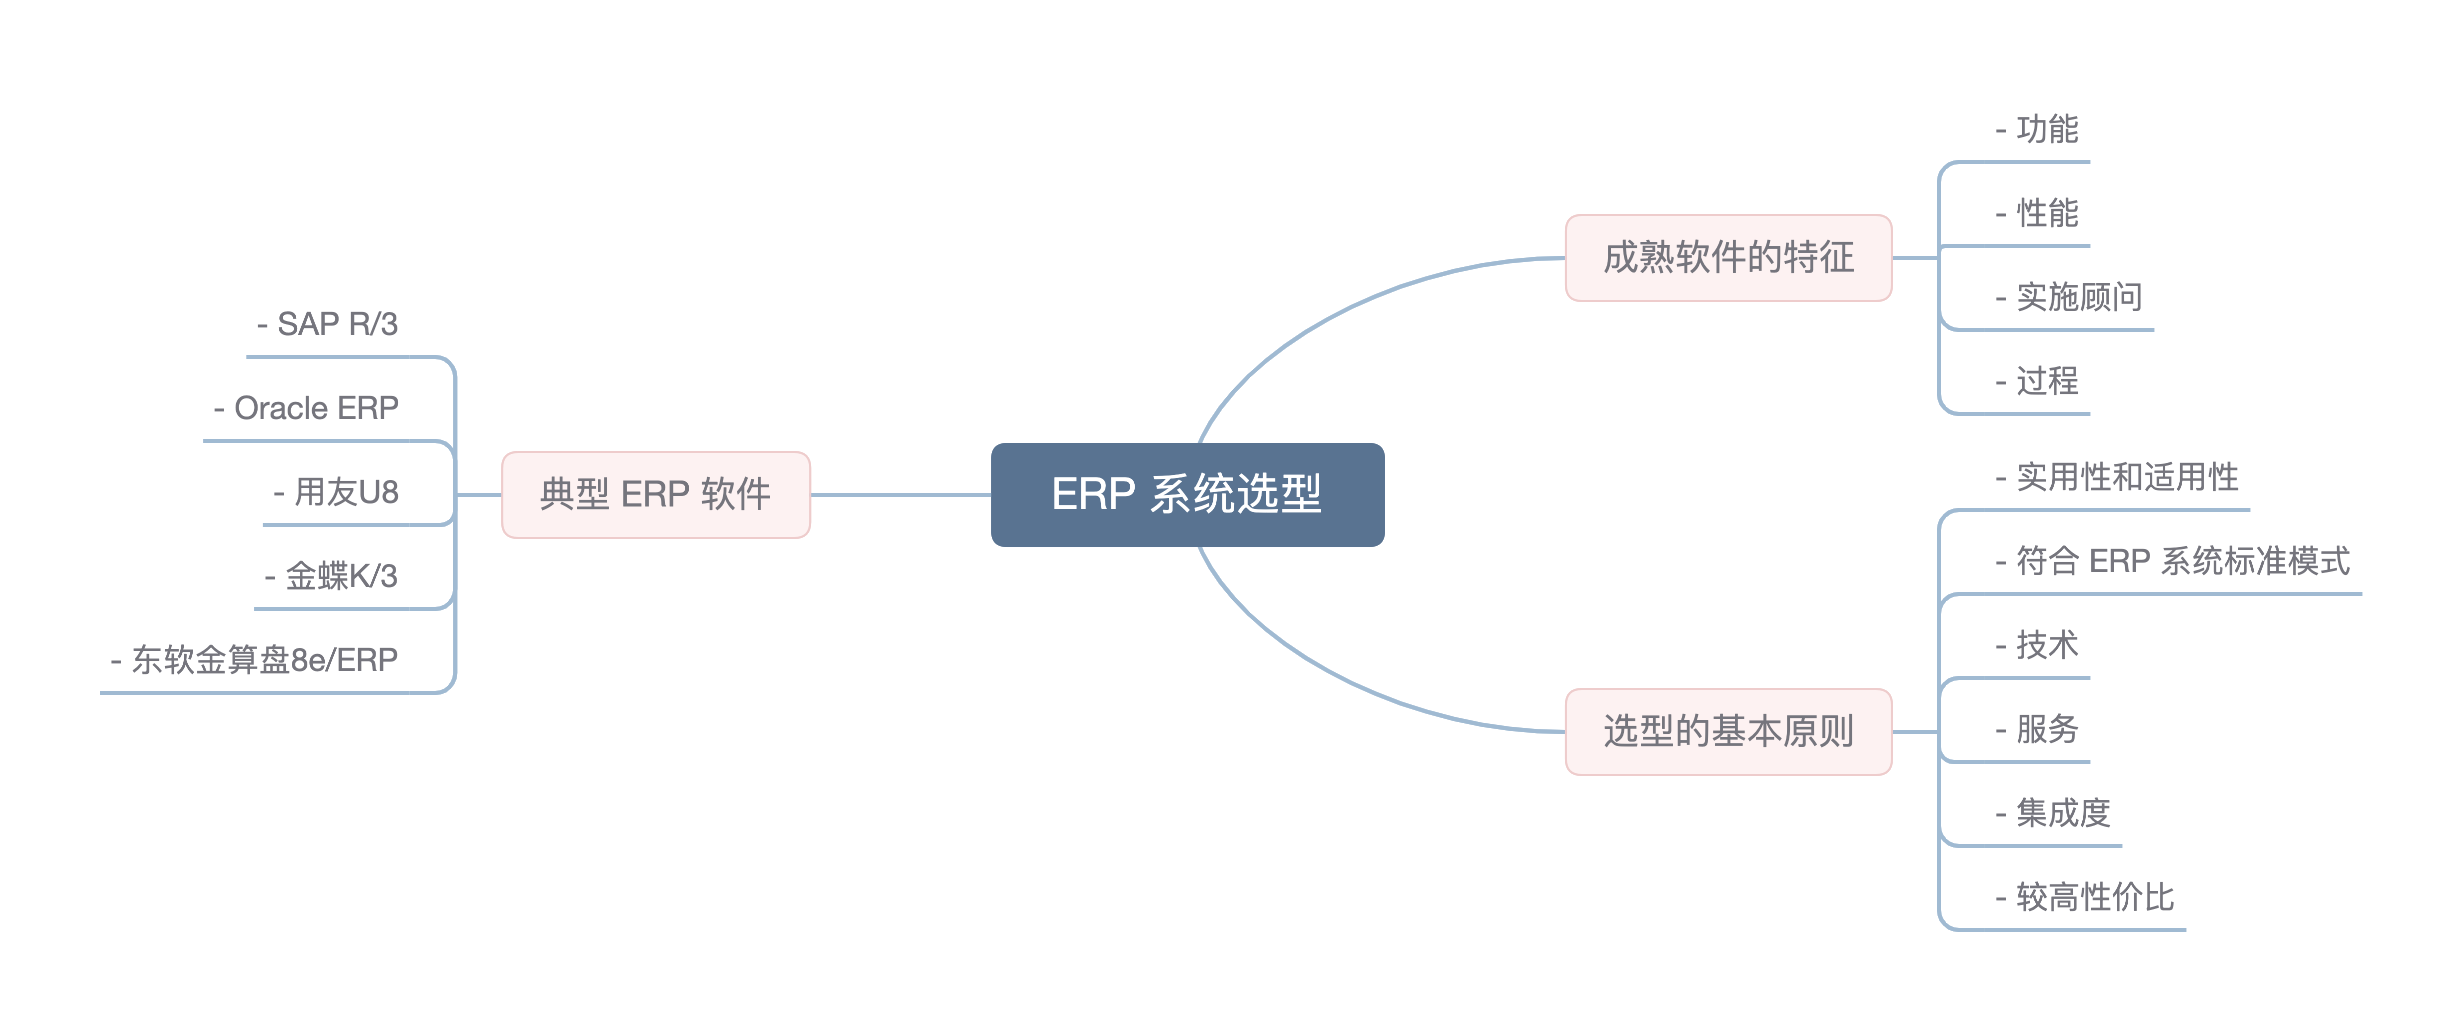 ERP 系统选型
成熟软件的特征
- 功能
- 性能
- 实施顾问
- 过程
选型的基本原则
- 实用性和适用性
- 符合 ERP 系统标准模式
- 技术
- 服务
- 集成度
- 较高性价比
典型 ERP 软件
- SAP R/3
- Oracle ERP
- 用友U8
- 金蝶K/3
- 东软金算盘8e/ERP